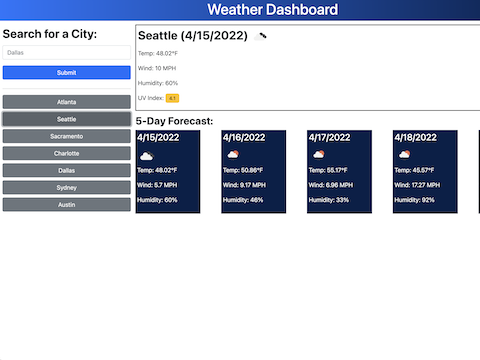 Weather Dashboard
Search for a City:
Dallas
Submit
Atlanta
Seattle
Sacramento
Charlotte
Dallas
Sydney
Austin
Seattle (4/15/2022)
Temp: 48.02°F
Wind: 10 MPH
Humidity: 60%
UV Index: 4.1
5-Day Forecast:
4/15/2022
Temp: 48.02°F
Wind: 5.7 MPH
Humidity: 60%
4/16/2022
Temp: 50.86°F
Wind: 9.17 MPH
Humidity: 46%
4/17/2022
Temp: 55.17°F
Wind: 6.96 MPH
Humidity: 33%
4/18/2022
Temp: 45.57°F
Wind: 17.27 MPH
Humidity: 92%